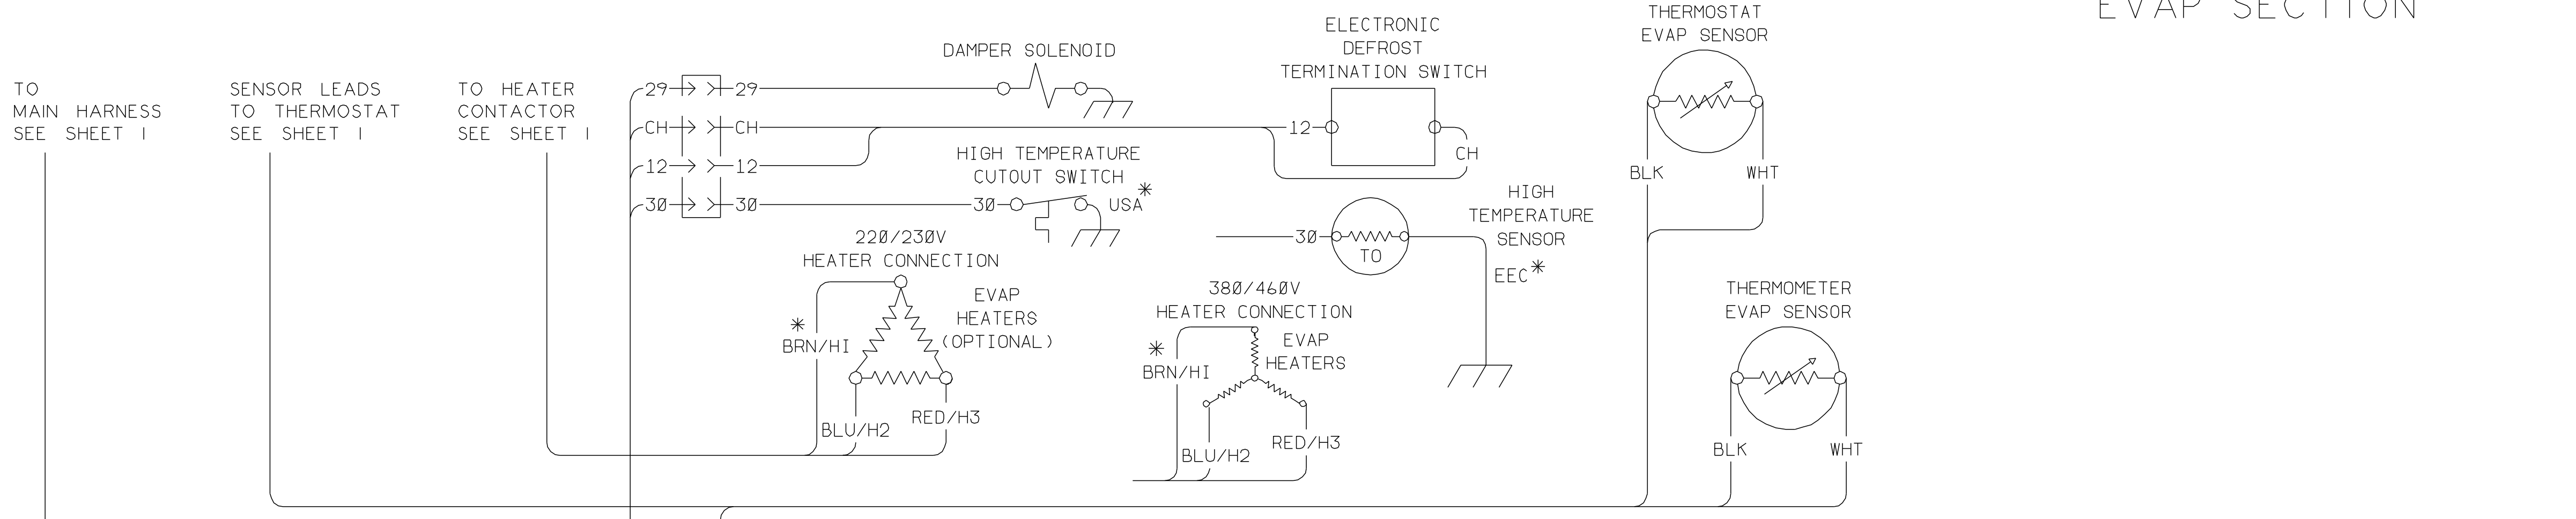 EVAP SECTION
TO
MAIN HARNESS
SEE SHEET 1
SENSOR LEADS
TO THERMOSTAT
SEE SHEET 1
TO HEATER
CONTACTOR
SEE SHEET 1
29
29
CH
CH
12
12
30
30
DAMPER SOLENOID
HIGH TEMPERATURE
CUTOUT SWITCH
30
USA*
ELECTRONIC
DEFROST
TERMINATION SWITCH
12
CH
THERMOSTAT
EVAP SENSOR
BLK
WHT
HIGH
TEMPERATURE
SENSOR
EEC*
30
TO
220/230V
HEATER CONNECTION
EVAP
HEATERS
(OPTIONAL)
*
BRN/H1
BLU/H2
RED/H3
380/460V
HEATER CONNECTION
EVAP
HEATERS
*
BRN/H1
BLU/H2
RED/H3
THERMOMETER
EVAP SENSOR
BLK
WHT